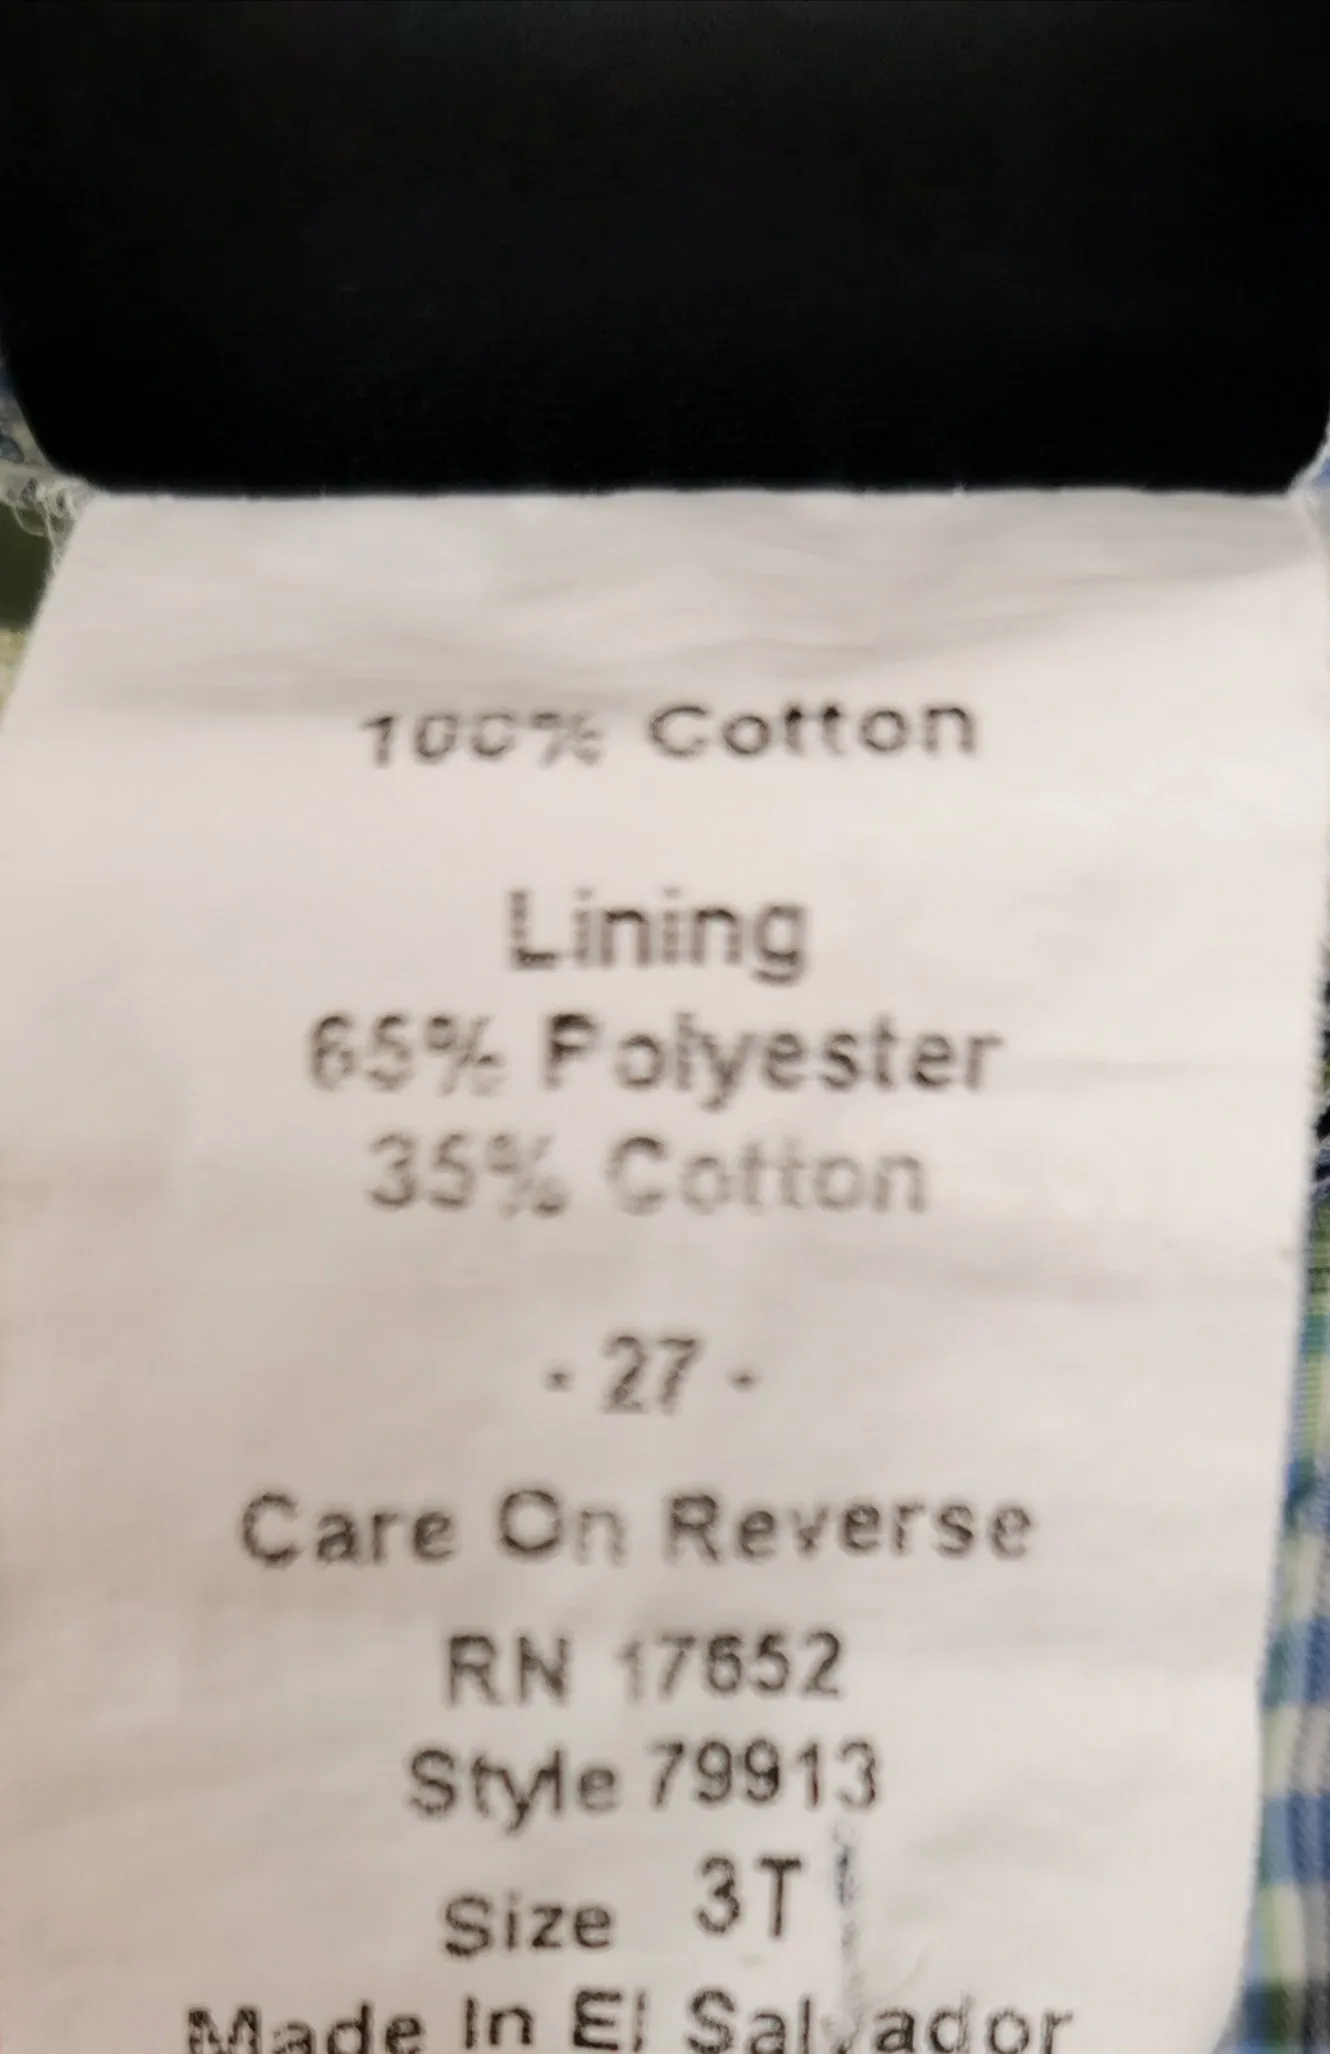 100% Cotton
Lining
65% Polyester
35% Cotton
- 27 -
Care On Reverse
RN 17652
Style 79913
Size 3T
Made In El Salvador